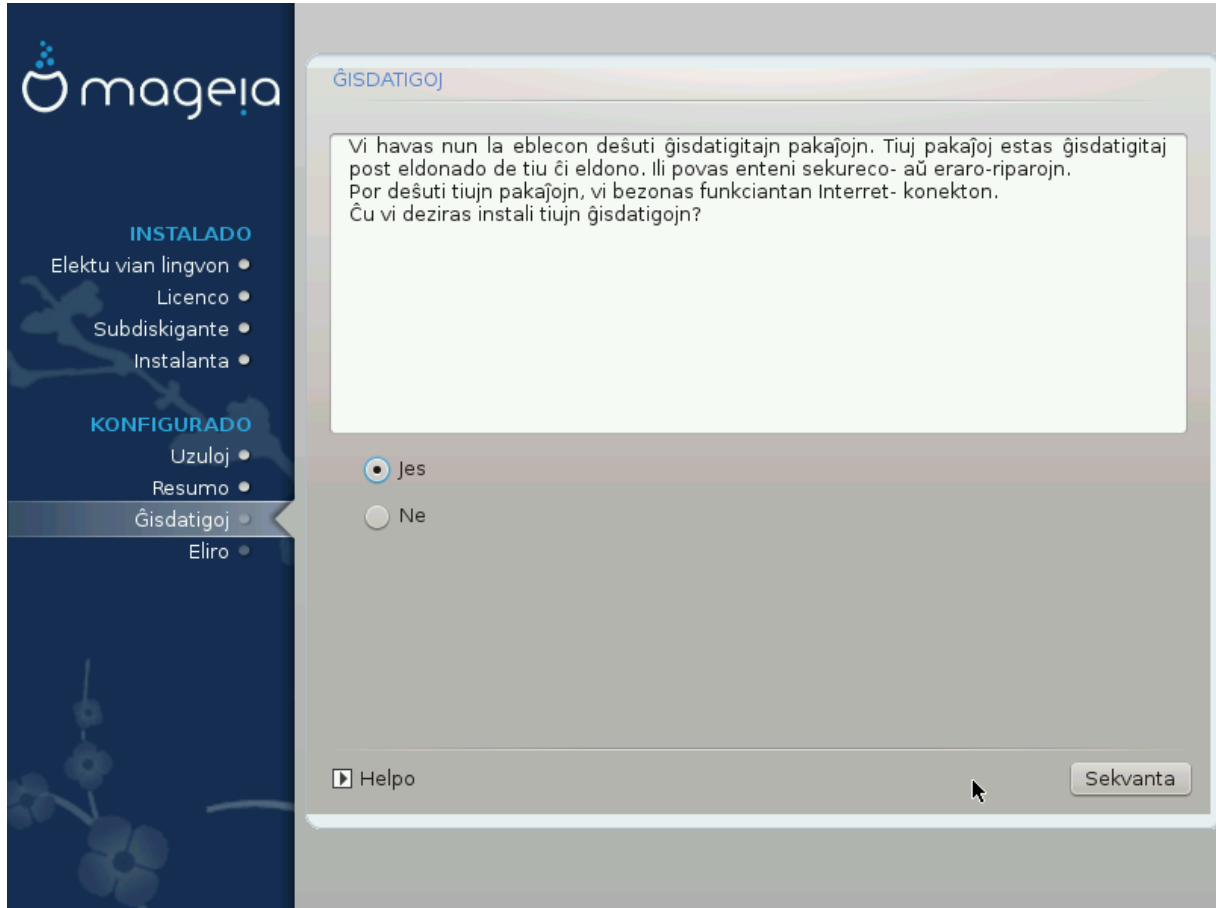 mageia
INSTALADO
Elektu vian lingvon
Licenco
Subdiskigante
Instalanta
KONFIGURADO
Uzuloj
Resumo
Ĝisdatigoj
Eliro
ĜISDATIGOJ
Vi havas nun la eblecon deŝuti ĝisdatigitajn pakaĵojn. Tiuj pakaĵoj estas ĝisdatigitaj
post eldonado de tiu ĉi eldono. Ili povas enteni sekureco- aŭ eraro-riparojn.
Por deŝuti tiujn pakaĵojn, vi bezonas funkciantan Interret- konekton.
Ĉu vi deziras instali tiujn ĝisdatigojn?
Jes
Ne
Helpo
Sekvanta